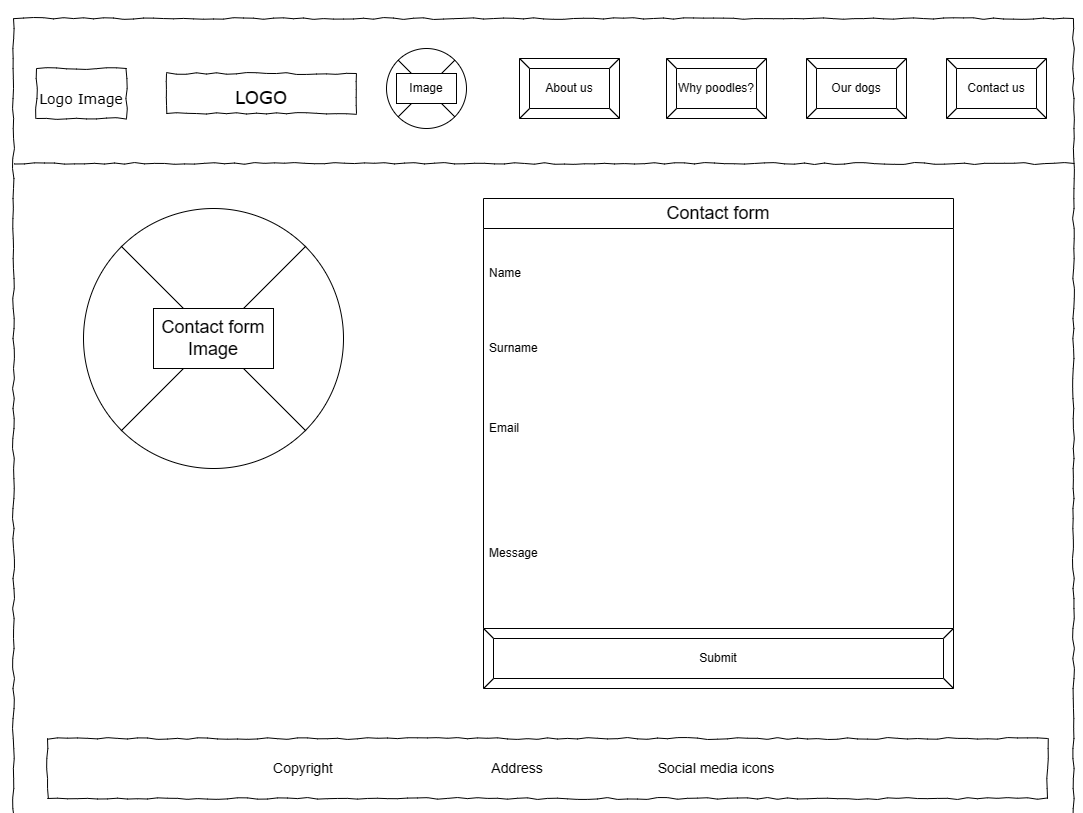 Logo Image
LOGO
Image
About us
Why poodles?
Our dogs
Contact us
Contact form
Image
Contact form
Name
Surname
Email
Message
Submit
Copyright
Address
Social media icons